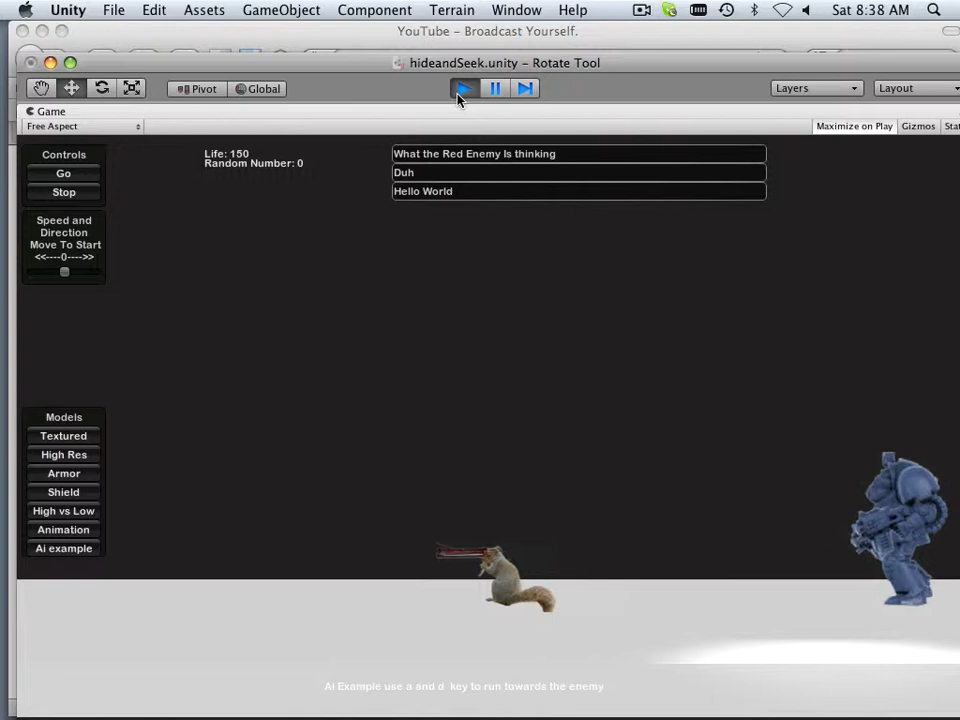 Unity File Edit Assets GameObject Component Terrain Window Help Sat 8:38 AM
YouTube – Broadcast Yourself.
hideandSeek.unity – Rotate Tool
Pivot Global Layers Layout
Game
Free Aspect Maximize on Play Gizmos Stat
Controls
Go
Stop
Speed and
Direction
Move To Start
<<----0---->>
Life: 150
Random Number: 0
What the Red Enemy Is thinking
Duh
Hello World
Models
Textured
High Res
Armor
Shield
High vs Low
Animation
Ai example
Ai Example use a and d key to run towards the enemy